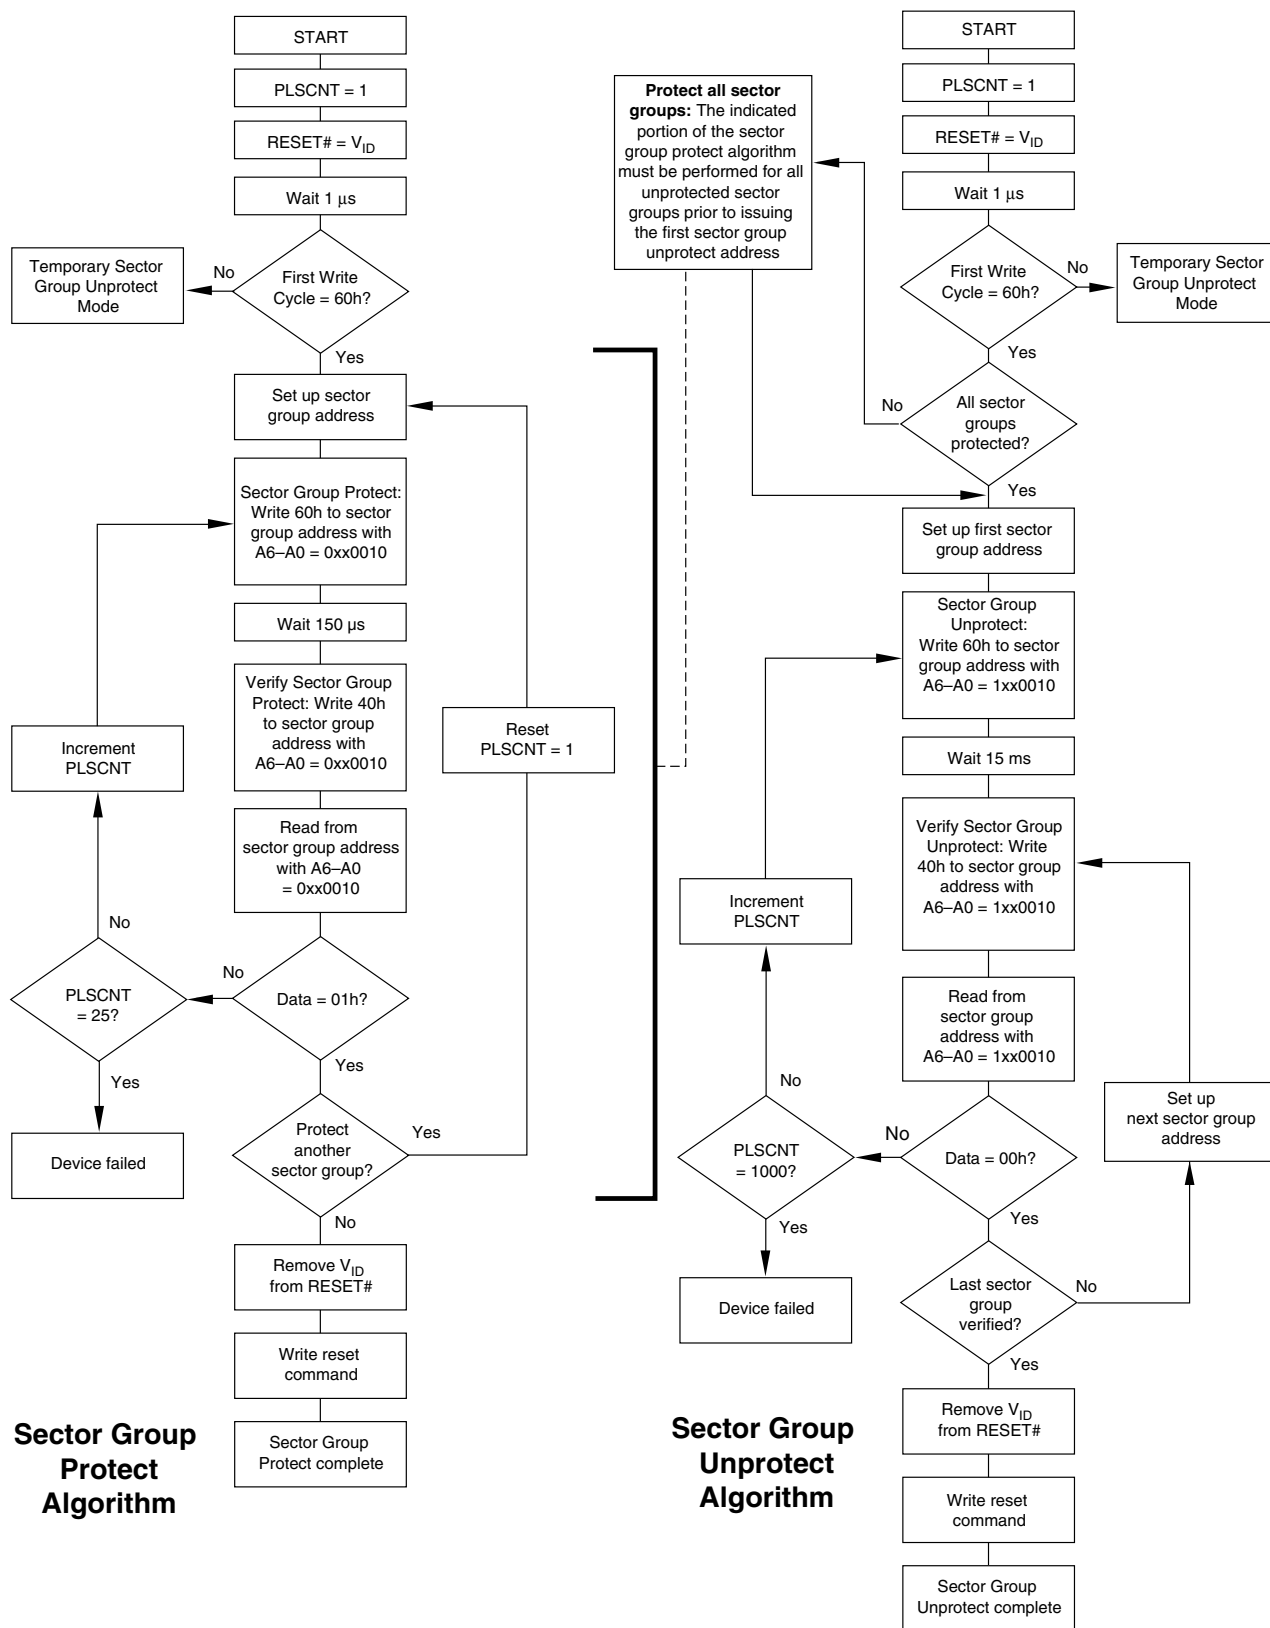 START
PLSCNT = 1
RESET# = VID
Wait 1 μs
First Write
Cycle = 60h?
No
Temporary Sector
Group Unprotect
Mode
Yes
Set up sector
group address
Sector Group Protect:
Write 60h to sector
group address with
A6–A0 = 0xx0010
Wait 150 μs
Verify Sector Group
Protect: Write 40h
to sector group
address with
A6–A0 = 0xx0010
Read from
sector group address
with A6–A0
= 0xx0010
Data = 01h?
No
PLSCNT
= 25?
No
Increment
PLSCNT
Yes
Device failed
Yes
Protect
another
sector group?
Yes
Reset
PLSCNT = 1
No
Remove VID
from RESET#
Write reset
command
Sector Group
Protect complete
Sector Group
Protect
Algorithm
START
PLSCNT = 1
RESET# = VID
Wait 1 μs
First Write
Cycle = 60h?
No
Temporary Sector
Group Unprotect
Mode
Yes
All sector
groups
protected?
No
Protect all sector
groups: The indicated
portion of the sector
group protect algorithm
must be performed for all
unprotected sector
groups prior to issuing
the first sector group
unprotect address
Yes
Set up first sector
group address
Sector Group
Unprotect:
Write 60h to sector
group address with
A6–A0 = 1xx0010
Wait 15 ms
Verify Sector Group
Unprotect: Write
40h to sector group
address with
A6–A0 = 1xx0010
Read from
sector group
address with
A6–A0 = 1xx0010
Data = 00h?
No
PLSCNT
= 1000?
No
Increment
PLSCNT
Yes
Device failed
Yes
Last sector
group
verified?
No
Set up
next sector group
address
Yes
Remove VID
from RESET#
Write reset
command
Sector Group
Unprotect complete
Sector Group
Unprotect
Algorithm